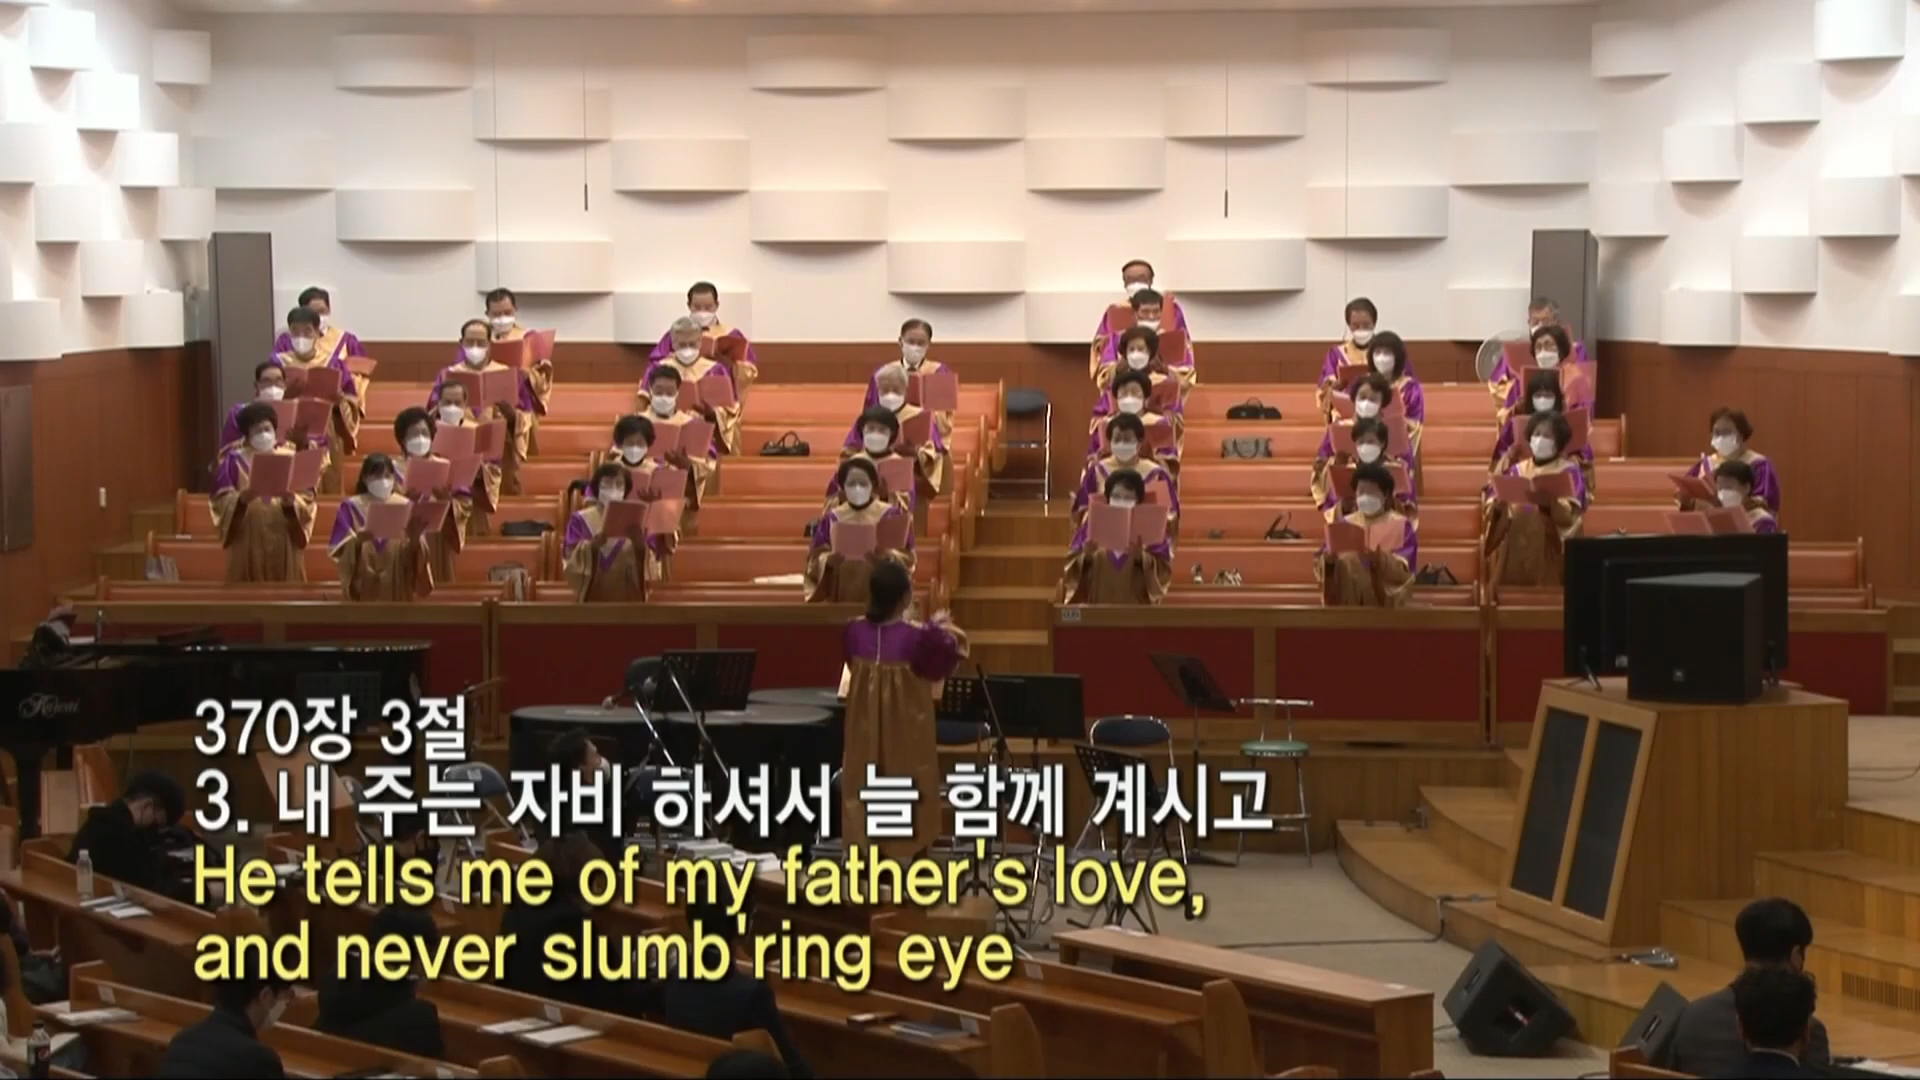 370장 3절
3. 내 주는 자비 하셔서 늘 함께 계시고
He tells me of my father's love,
and never slumb'ring eye
KAWAI